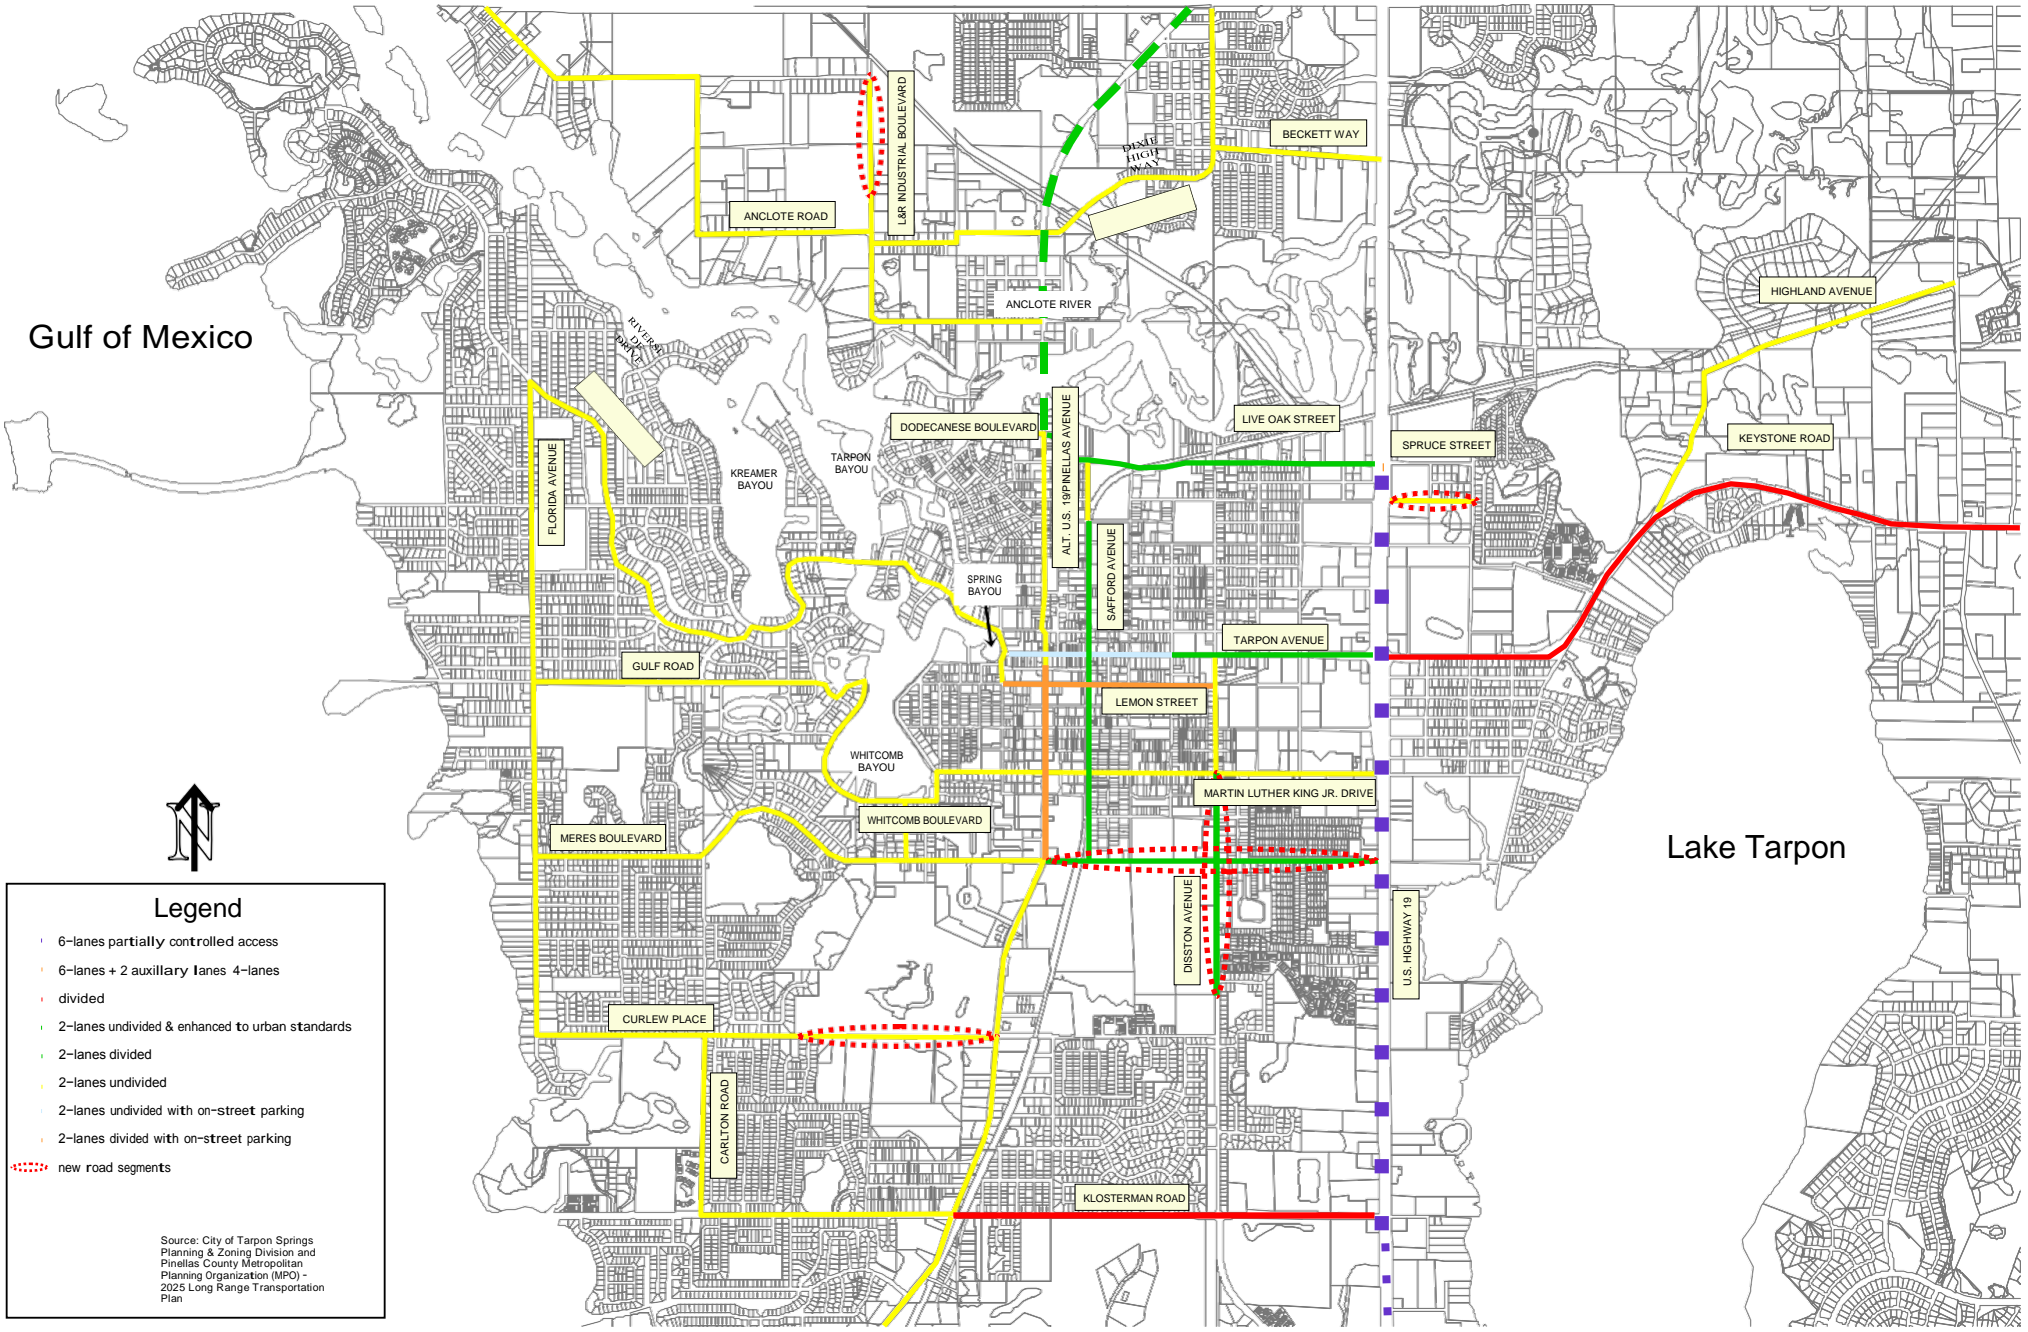 BECKETT WAY
L&R INDUSTRIAL BOULEVARD
DIXIE
HIGH
WAY
ANCLOTE ROAD
HIGHLAND AVENUE
ANCLOTE RIVER
Gulf of Mexico
RIVERSI
DE
DRIVE
ALT. U.S. 19/PINELLAS AVENUE
LIVE OAK STREET
DODECANESE BOULEVARD
SPRUCE STREET
KEYSTONE ROAD
FLORIDA AVENUE
TARPON
BAYOU
KREAMER
BAYOU
SAFFORD AVENUE
SPRING
BAYOU
TARPON AVENUE
GULF ROAD
LEMON STREET
WHITCOMB
BAYOU
MARTIN LUTHER KING JR. DRIVE
WHITCOMB BOULEVARD
MERES BOULEVARD
Lake Tarpon
N
DISSTON AVENUE
U.S. HIGHWAY 19
CURLEW PLACE
CARLTON ROAD
KLOSTERMAN ROAD
Legend
6-lanes partially controlled access
6-lanes + 2 auxillary lanes 4-lanes
divided
2-lanes undivided & enhanced to urban standards
2-lanes divided
2-lanes undivided
2-lanes undivided with on-street parking
2-lanes divided with on-street parking
new road segments
Source: City of Tarpon Springs
Planning & Zoning Division and
Pinellas County Metropolitan
Planning Organization (MPO) -
2025 Long Range Transportation
Plan